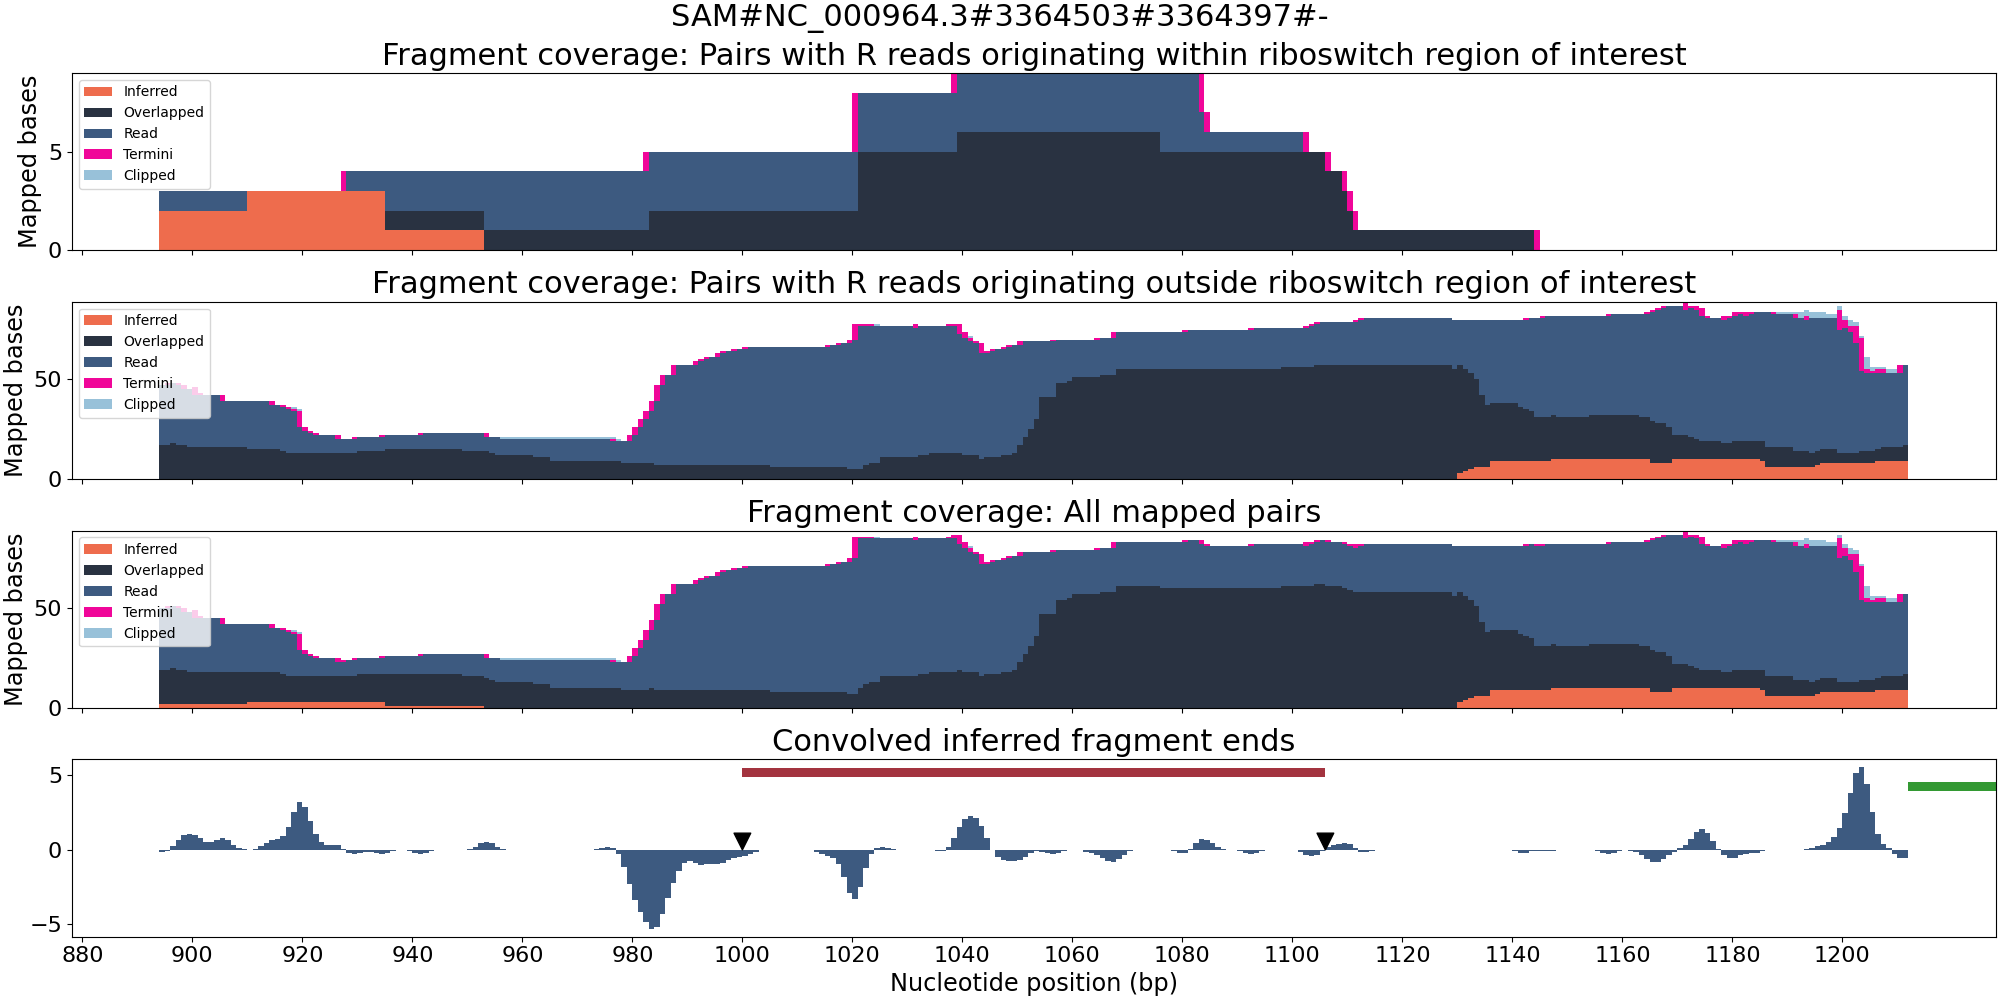 SAM#NC_000964.3#3364503#3364397#-
Fragment coverage: Pairs with R reads originating within riboswitch region of interest
Mapped bases
5
0
Inferred
Overlapped
Read
Termini
Clipped
Fragment coverage: Pairs with R reads originating outside riboswitch region of interest
Mapped bases
50
0
Inferred
Overlapped
Read
Termini
Clipped
Fragment coverage: All mapped pairs
Mapped bases
50
0
Inferred
Overlapped
Read
Termini
Clipped
Convolved inferred fragment ends
5
0
−5
880 900 920 940 960 980 1000 1020 1040 1060 1080 1100 1120 1140 1160 1180 1200
Nucleotide position (bp)